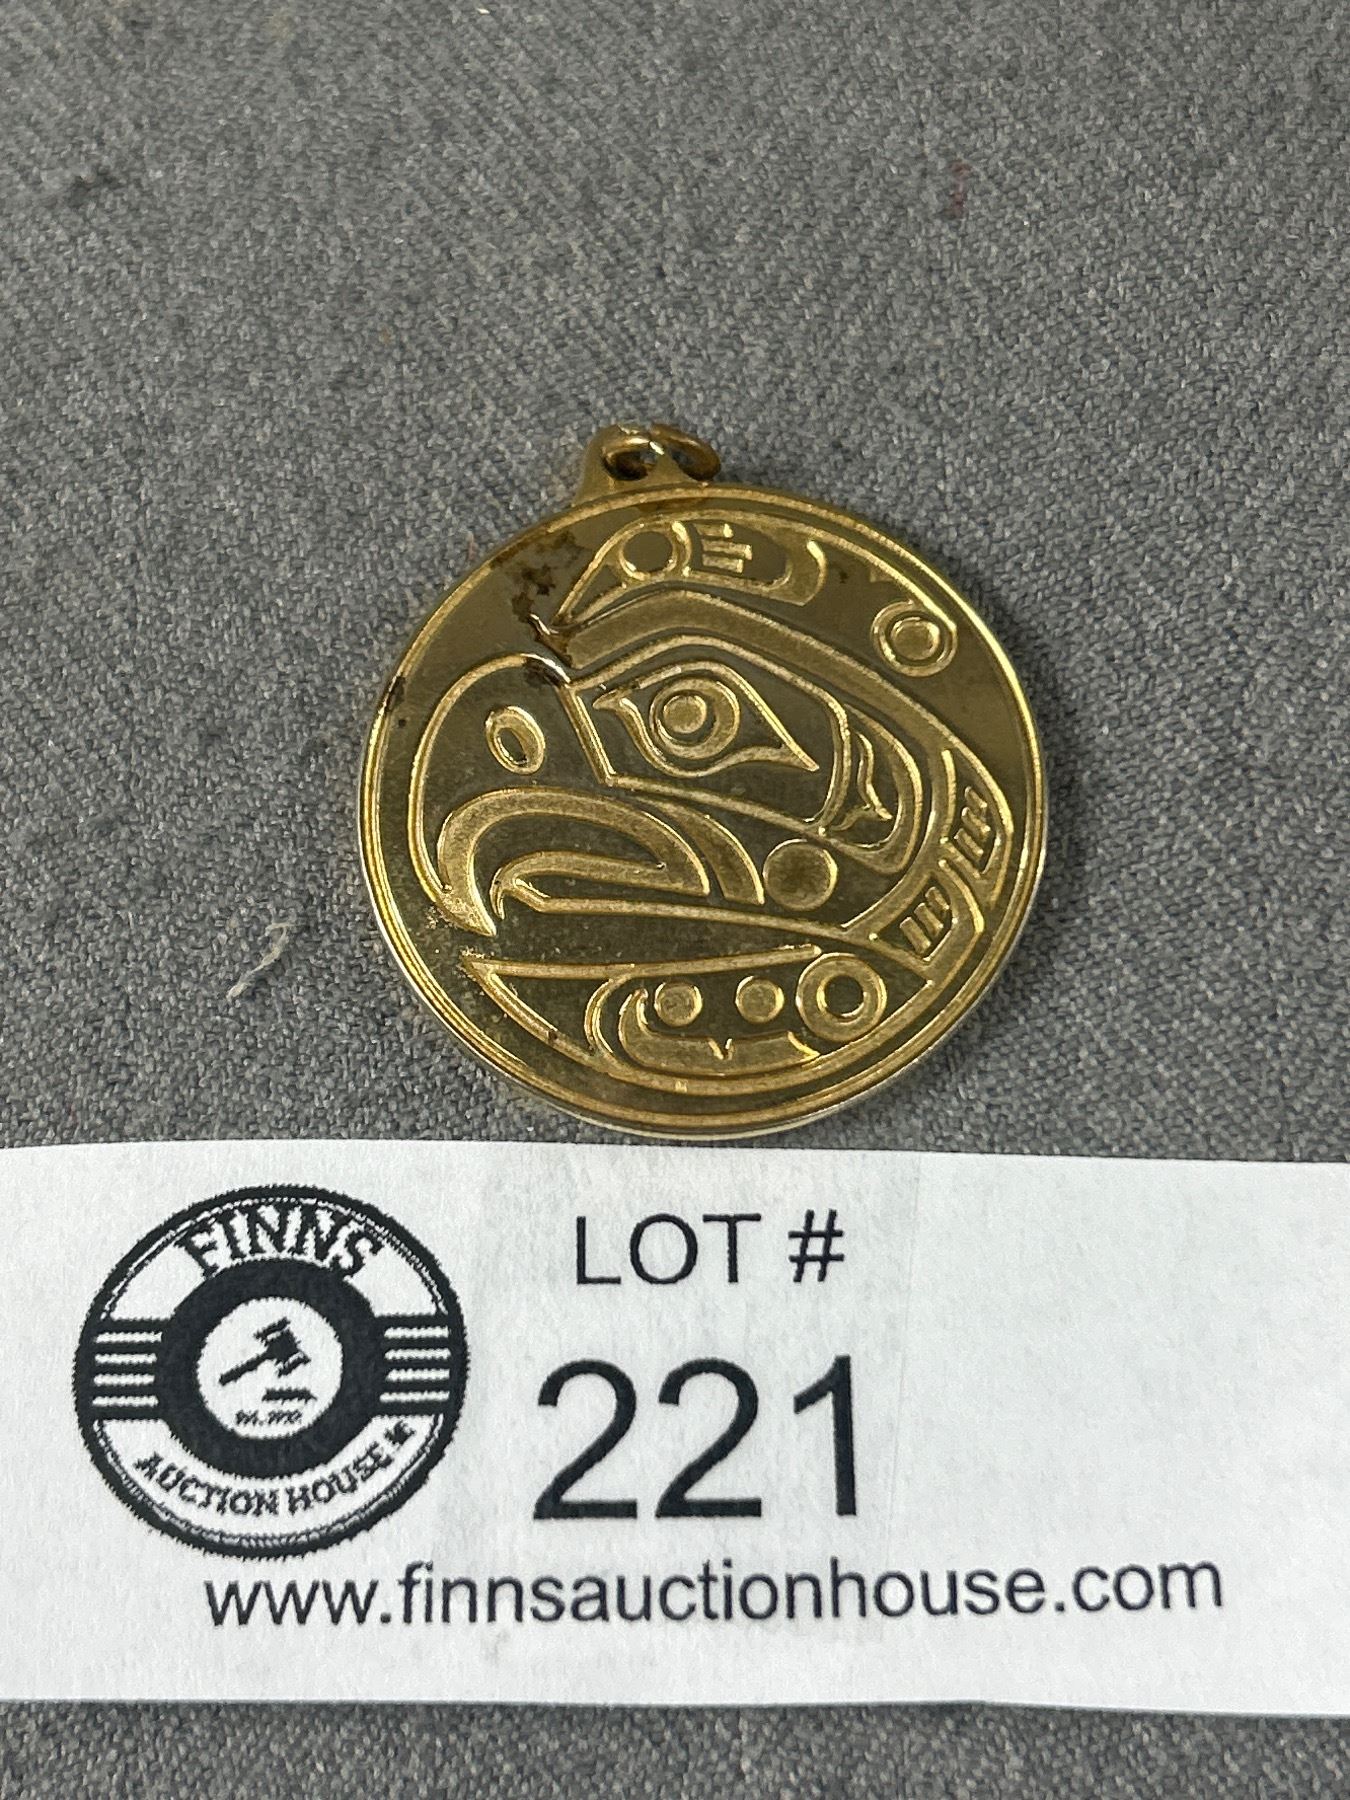 FINNS
AUCTION HOUSE
LOT #
221
www.finnsauctionhouse.com